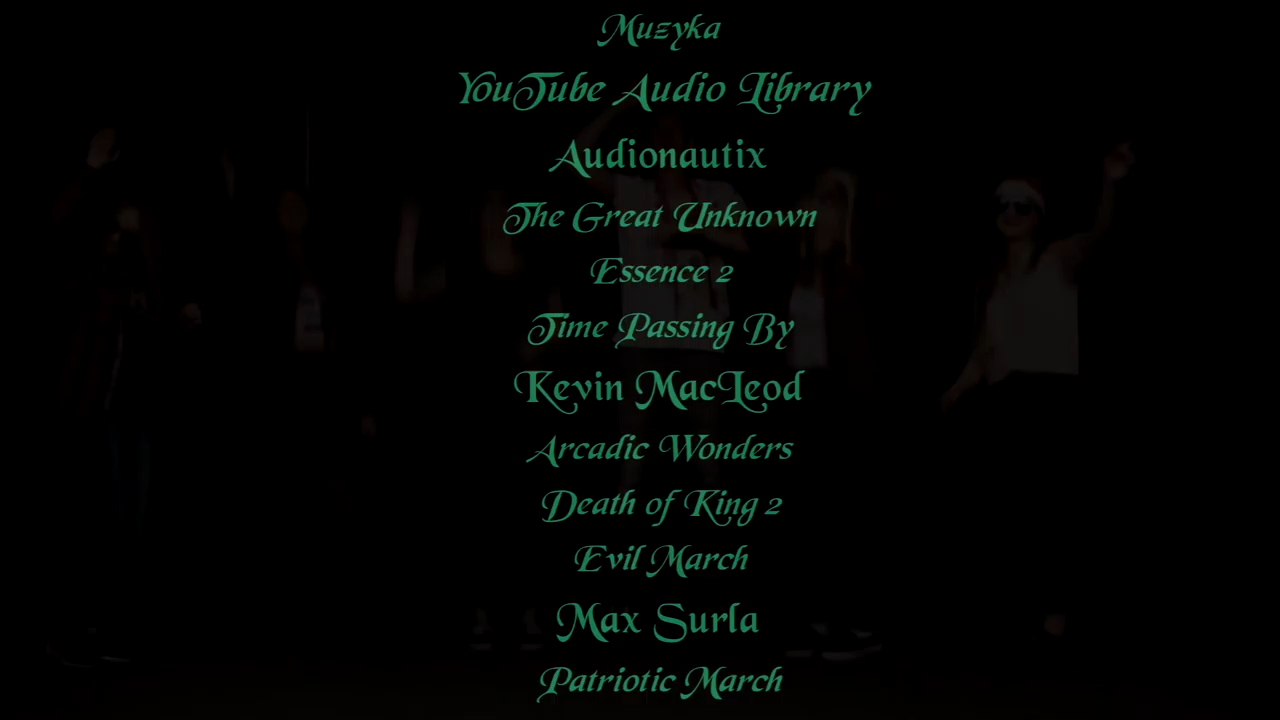 Muzyka
YouTube Audio Library
Audionautix
The Great Unknown
Essence 2
Time Passing By
Kevin MacLeod
Arcadic Wonders
Death of King 2
Evil March
Max Surla
Patriotic March